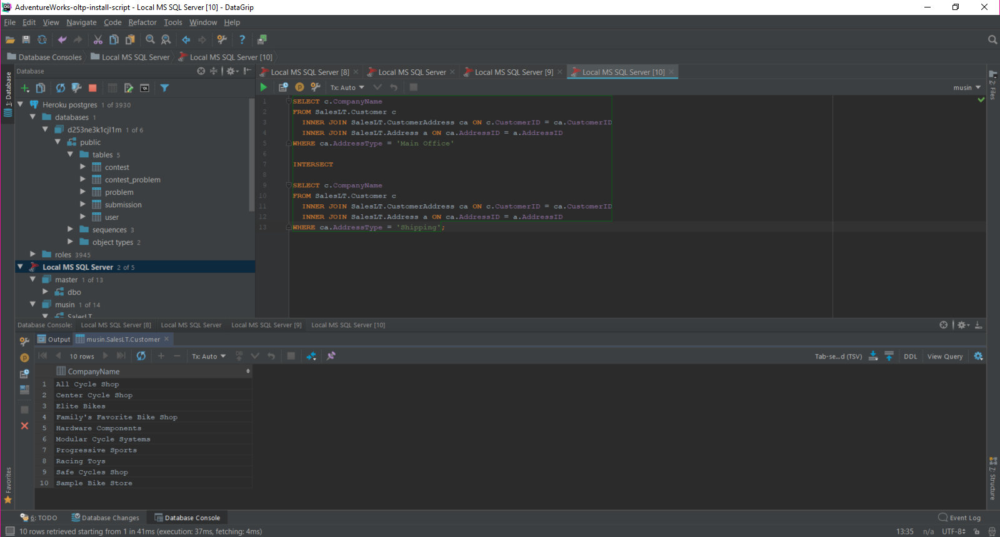 AdventureWorks-oltp-install-script - Local MS SQL Server [10] - DataGrip
File Edit View Navigate Code Refactor Tools Window Help
Database Consoles Local MS SQL Server Local MS SQL Server [10]
Database
Local MS SQL Server [8] Local MS SQL Server Local MS SQL Server [9] Local MS SQL Server [10]
Tx: Auto musin
1: Database
2: Files
Heroku postgres 1 of 3930
databases 1
d253ne3k1cjl1m 1 of 6
public
tables 5
contest
contest_problem
problem
submission
user
sequences 3
object types 2
roles 3945
Local MS SQL Server 2 of 5
master 1 of 13
dbo
musin 1 of 14
SalesLT
1 SELECT c.CompanyName
2 FROM SalesLT.Customer c
3 INNER JOIN SalesLT.CustomerAddress ca ON c.CustomerID = ca.CustomerID
4 INNER JOIN SalesLT.Address a ON ca.AddressID = a.AddressID
5 WHERE ca.AddressType = 'Main Office'
6
7 INTERSECT
8
9 SELECT c.CompanyName
10 FROM SalesLT.Customer c
11 INNER JOIN SalesLT.CustomerAddress ca ON c.CustomerID = ca.CustomerID
12 INNER JOIN SalesLT.Address a ON ca.AddressID = a.AddressID
13 WHERE ca.AddressType = 'Shipping';
Database Console: Local MS SQL Server [8] Local MS SQL Server Local MS SQL Server [9] Local MS SQL Server [10]
Output musin.SalesLT.Customer
10 rows Tx: Auto DB Tab-se...d (TSV) DDL View Query
CompanyName
1 All Cycle Shop
2 Center Cycle Shop
3 Elite Bikes
4 Family's Favorite Bike Shop
5 Hardware Components
6 Modular Cycle Systems
7 Progressive Sports
8 Racing Toys
9 Safe Cycles Shop
10 Sample Bike Store
Favorites
Z: Structure
6: TODO Database Changes Database Console Event Log
10 rows retrieved starting from 1 in 41ms (execution: 37ms, fetching: 4ms) 13:35 n/a UTF-8